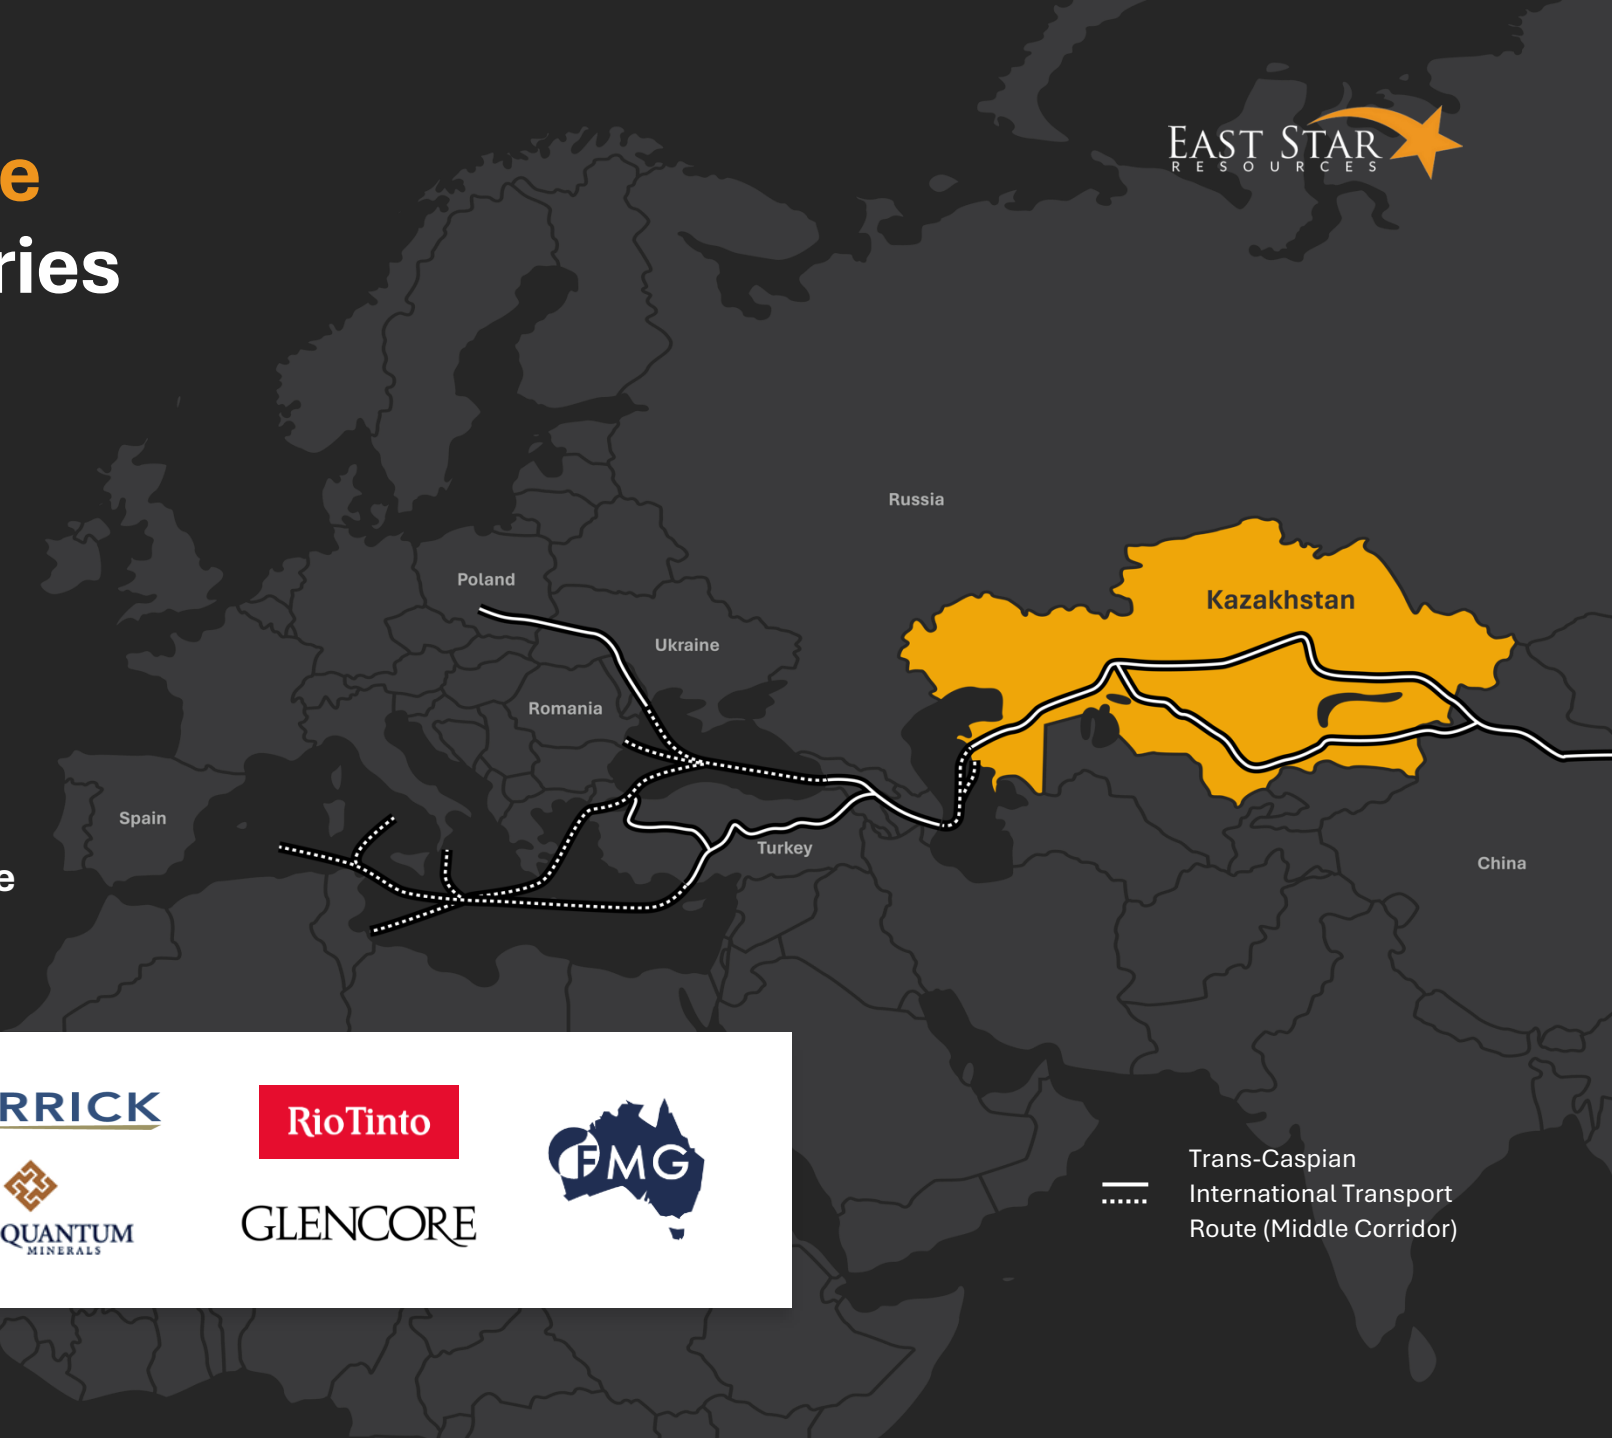 e
ries
EAST STAR
RESOURCES
Russia
Poland
Kazakhstan
Ukraine
Romania
Spain
Turkey
China
e
RRICK
RioTinto
FMG
QUANTUM
MINERALS
GLENCORE
Trans-Caspian
International Transport
Route (Middle Corridor)